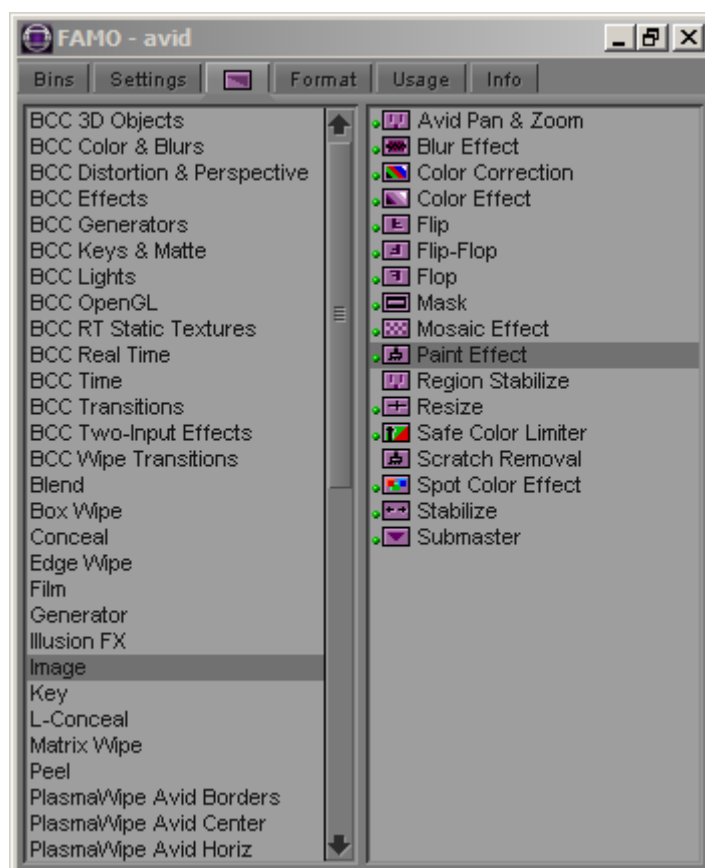 FAMO - avid
Bins Settings Format Usage Info
BCC 3D Objects
BCC Color & Blurs
BCC Distortion & Perspective
BCC Effects
BCC Generators
BCC Keys & Matte
BCC Lights
BCC OpenGL
BCC RT Static Textures
BCC Real Time
BCC Time
BCC Transitions
BCC Two-Input Effects
BCC Wipe Transitions
Blend
Box Wipe
Conceal
Edge Wipe
Film
Generator
Illusion FX
Image
Key
L-Conceal
Matrix Wipe
Peel
PlasmaWipe Avid Borders
PlasmaWipe Avid Center
PlasmaWipe Avid Horiz
Avid Pan & Zoom
Blur Effect
Color Correction
Color Effect
Flip
Flip-Flop
Flop
Mask
Mosaic Effect
Paint Effect
Region Stabilize
Resize
Safe Color Limiter
Scratch Removal
Spot Color Effect
Stabilize
Submaster